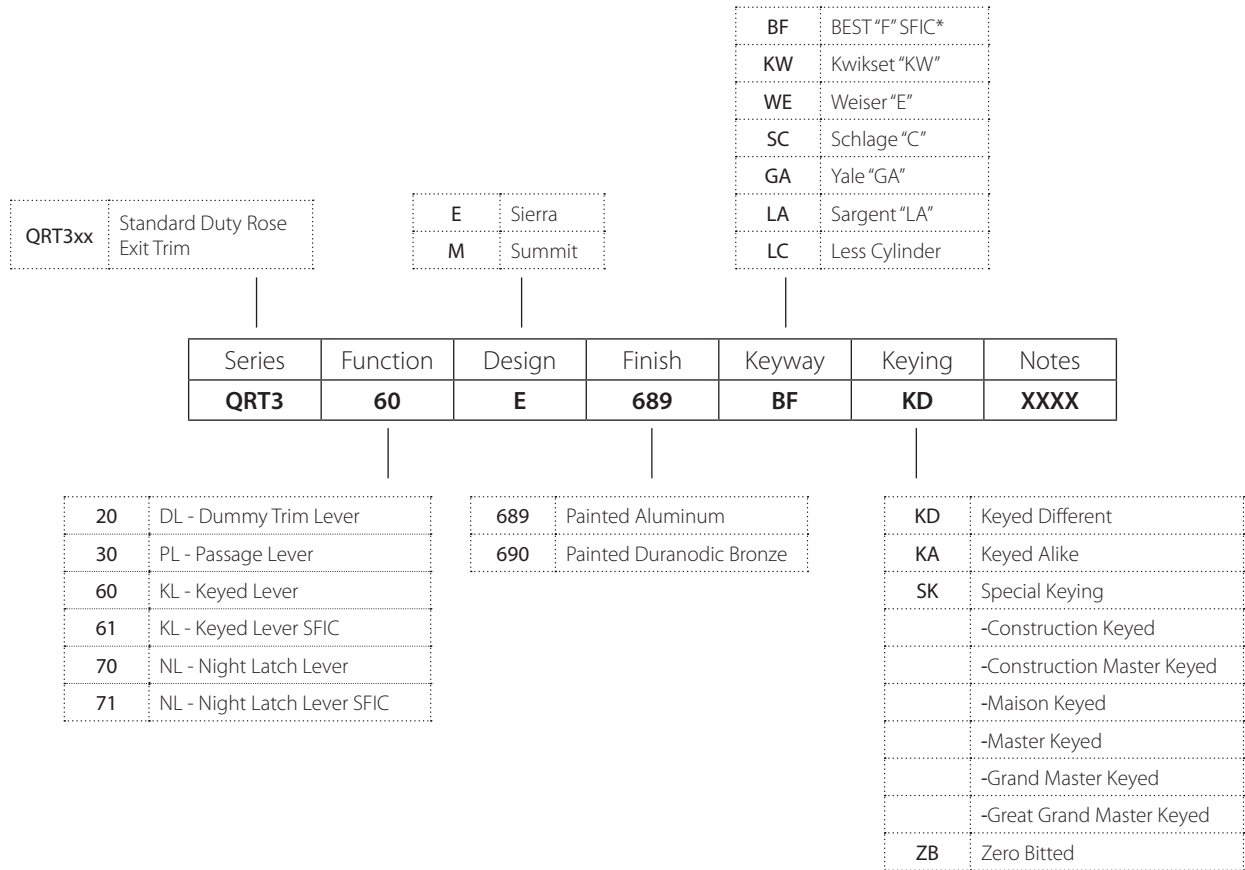 BF BEST "F" SFIC*
KW Kwikset "KW"
WE Weiser "E"
SC Schlage "C"
GA Yale "GA"
LA Sargent "LA"
LC Less Cylinder
QRT3xx Standard Duty Rose
Exit Trim
E Sierra
M Summit
Series Function Design Finish Keyway Keying Notes
QRT3 60 E 689 BF KD XXXX
20 DL - Dummy Trim Lever
30 PL - Passage Lever
60 KL - Keyed Lever
61 KL - Keyed Lever SFIC
70 NL - Night Latch Lever
71 NL - Night Latch Lever SFIC
689 Painted Aluminum
690 Painted Duranodic Bronze
KD Keyed Different
KA Keyed Alike
SK Special Keying
-Construction Keyed
-Construction Master Keyed
-Maison Keyed
-Master Keyed
-Grand Master Keyed
-Great Grand Master Keyed
ZB Zero Bitted